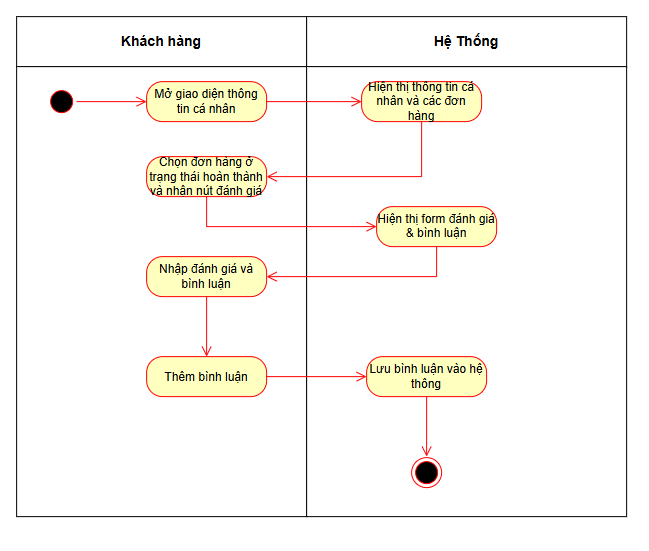 Khách hàng
Hệ Thống
Mở giao diện thông
tin cá nhân
Hiện thị thông tin cá
nhân và các đơn
hàng
Chọn đơn hàng ở
trạng thái hoàn thành
và nhấn nút đánh giá
Hiện thị form đánh giá
& bình luận
Nhập đánh giá và
bình luận
Thêm bình luận
Lưu bình luận vào hệ
thông